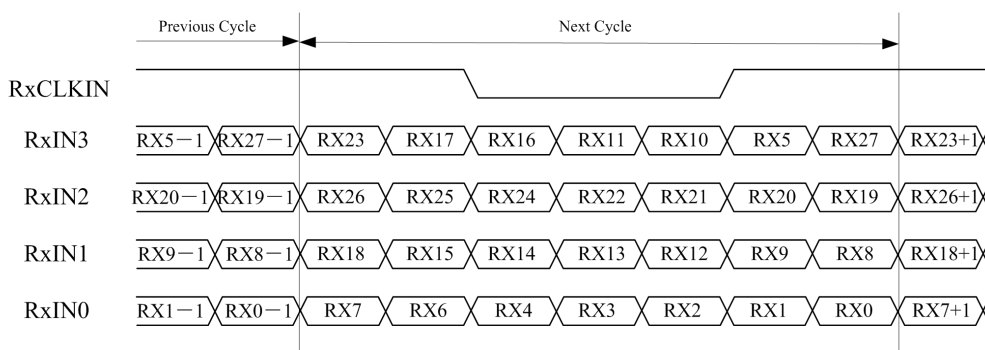 Previous Cycle Next Cycle
RxCLKIN
RxIN3 RX5－1 RX27－1 RX23 RX17 RX16 RX11 RX10 RX5 RX27 RX23+1
RxIN2 RX20－1 RX19－1 RX26 RX25 RX24 RX22 RX21 RX20 RX19 RX26+1
RxIN1 RX9－1 RX8－1 RX18 RX15 RX14 RX13 RX12 RX9 RX8 RX18+1
RxIN0 RX1－1 RX0－1 RX7 RX6 RX4 RX3 RX2 RX1 RX0 RX7+1